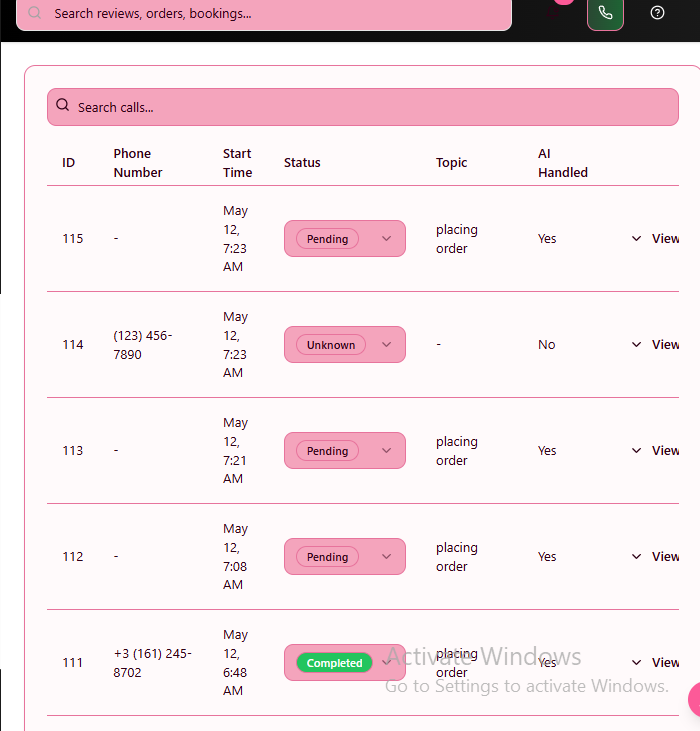 Search reviews, orders, bookings...
Search calls...
ID
Phone
Number
Start
Time
Status
Topic
AI
Handled
115
-
May
12,
7:23
AM
Pending
placing
order
Yes
View
114
(123) 456-
7890
May
12,
7:23
AM
Unknown
-
No
View
113
-
May
12,
7:21
AM
Pending
placing
order
Yes
View
112
-
May
12,
7:08
AM
Pending
placing
order
Yes
View
111
+3 (161) 245-
8702
May
12,
6:48
AM
Completed
placing
order
Yes
View
Activate Windows
Go to Settings to activate Windows.